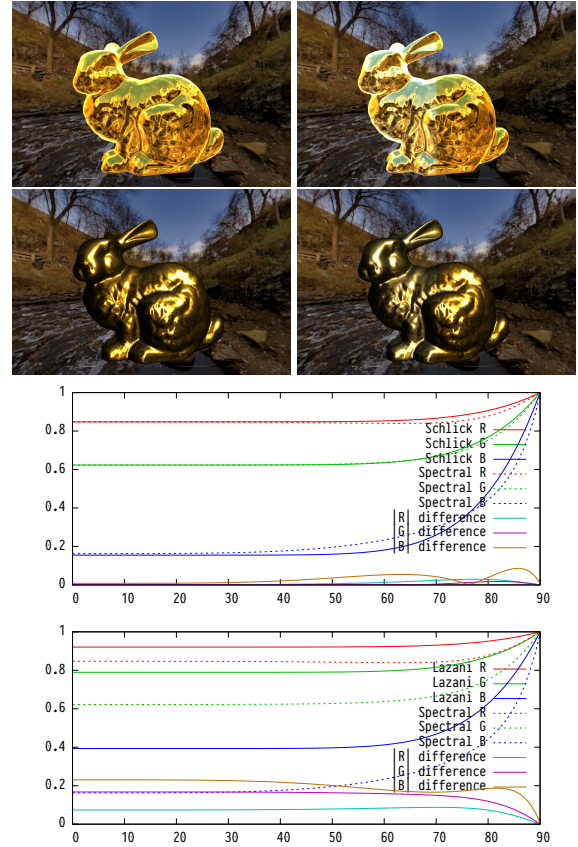 1
0.8
0.6
0.4
0.2
0
Schlick R
Schlick G
Schlick B
Spectral R
Spectral G
Spectral B
|R| difference
|G| difference
|B| difference
0 10 20 30 40 50 60 70 80 90
1
0.8
0.6
0.4
0.2
0
Lazani R
Lazani G
Lazani B
Spectral R
Spectral G
Spectral B
|R| difference
|G| difference
|B| difference
0 10 20 30 40 50 60 70 80 90